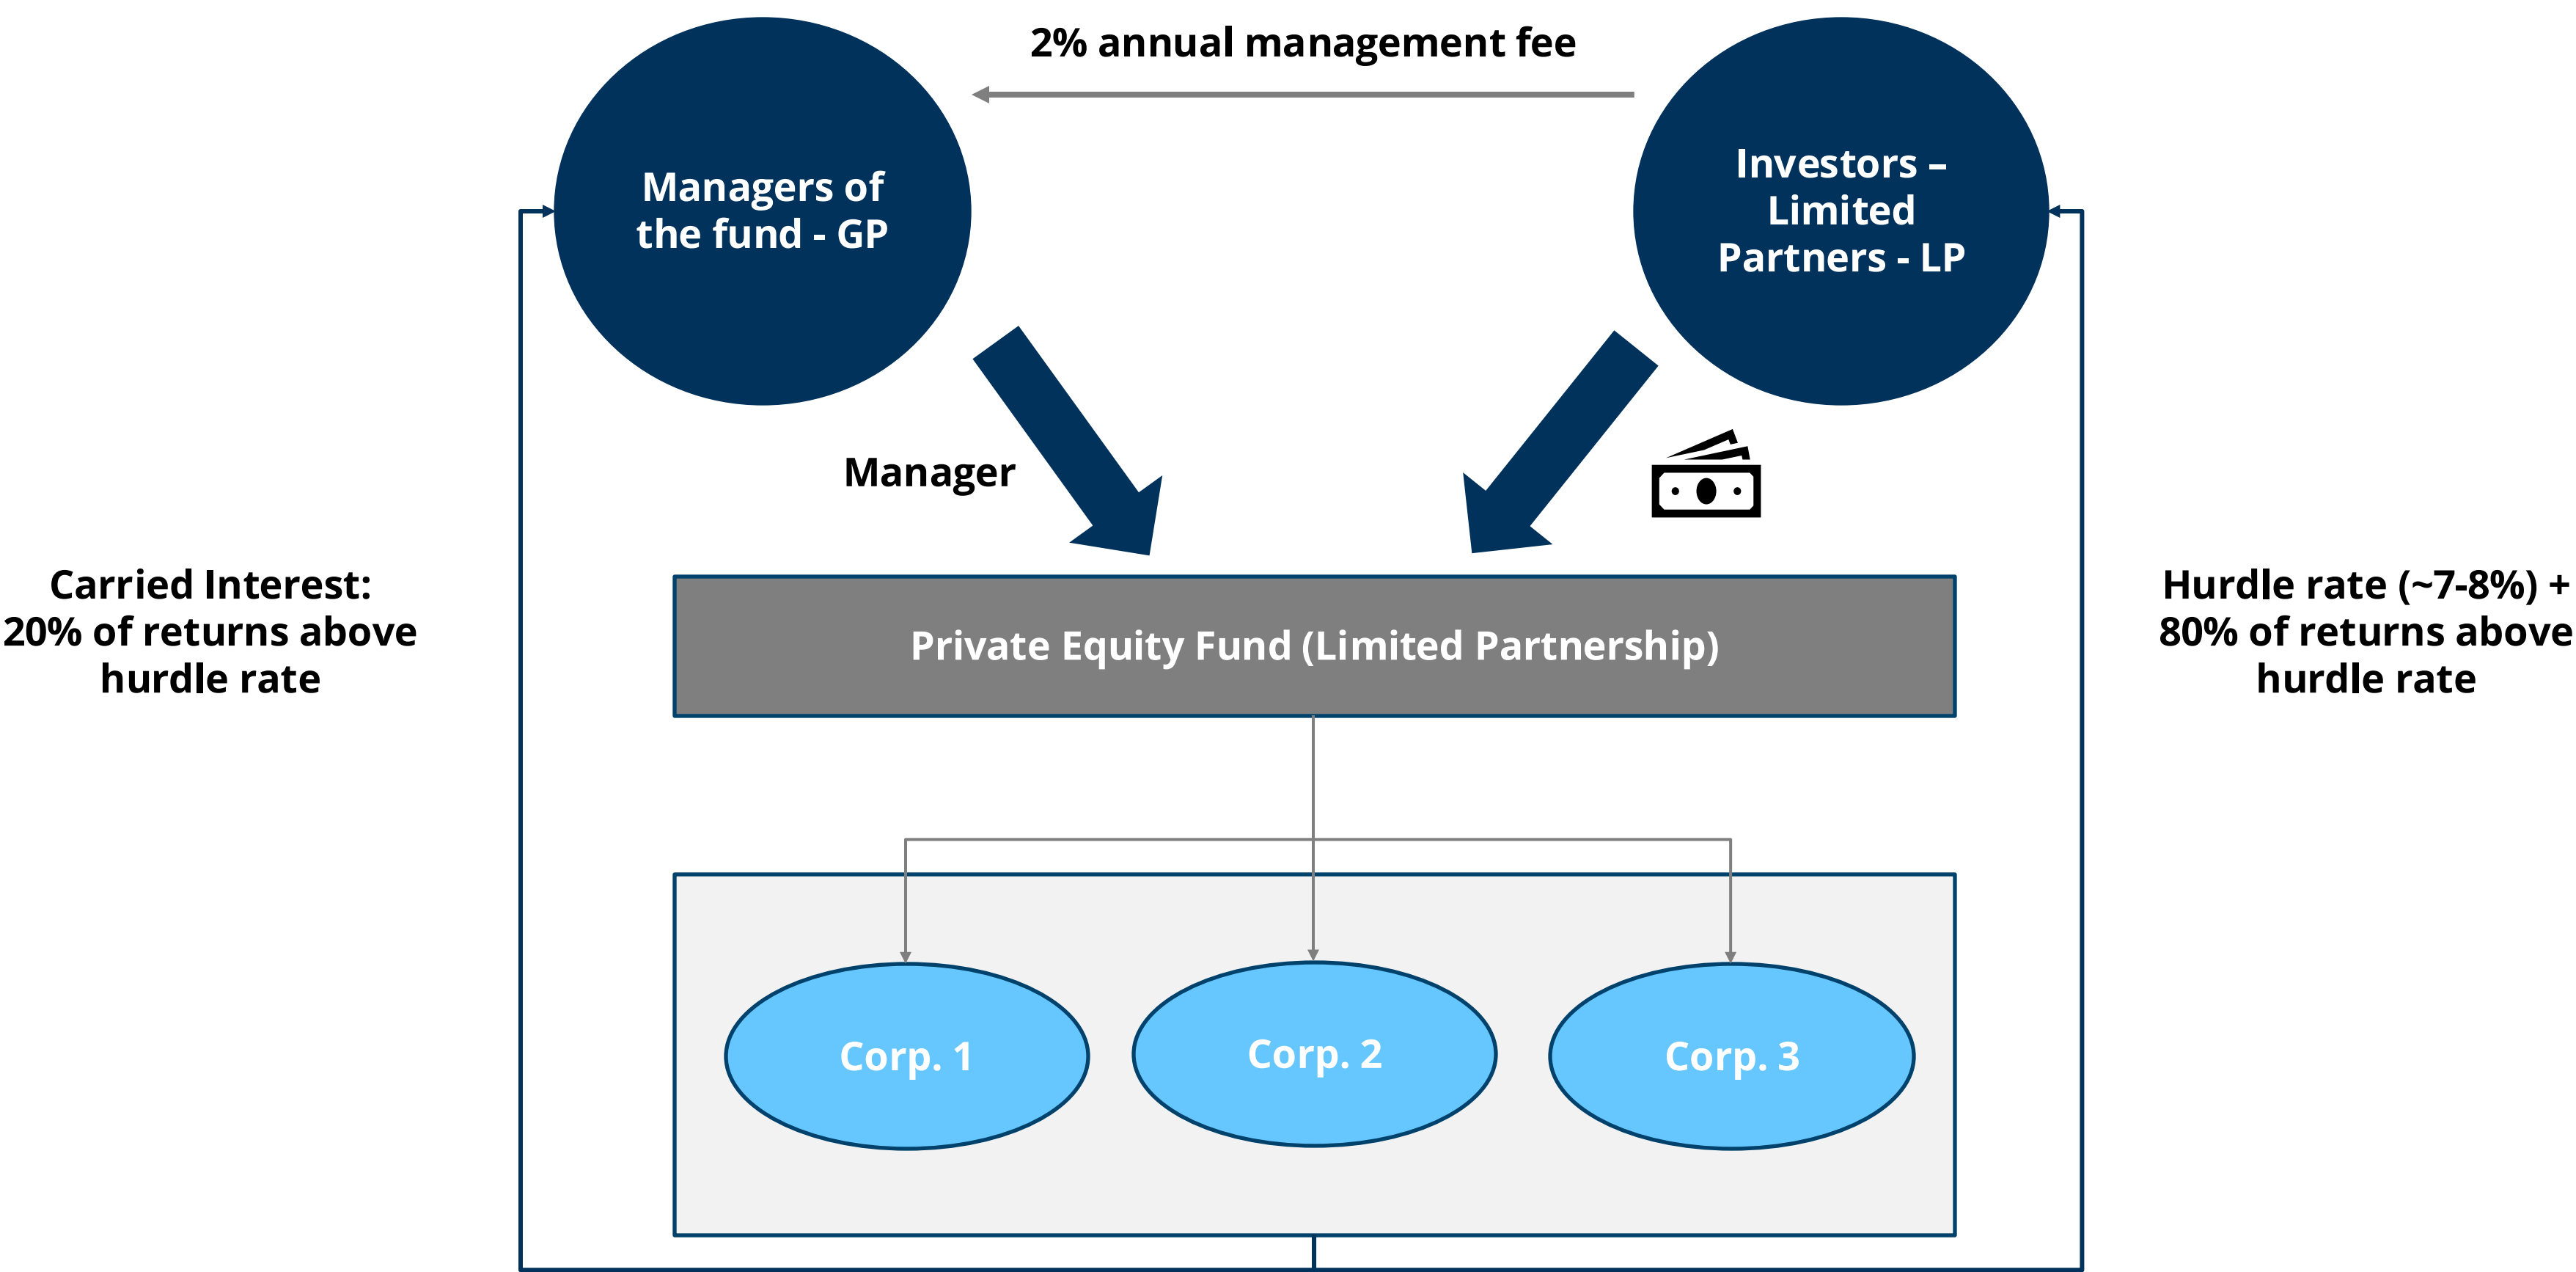 2% annual management fee
Managers of
the fund - GP
Investors –
Limited
Partners - LP
Manager
Carried Interest:
20% of returns above
hurdle rate
Hurdle rate (~7-8%) +
80% of returns above
hurdle rate
Private Equity Fund (Limited Partnership)
Corp. 1
Corp. 2
Corp. 3